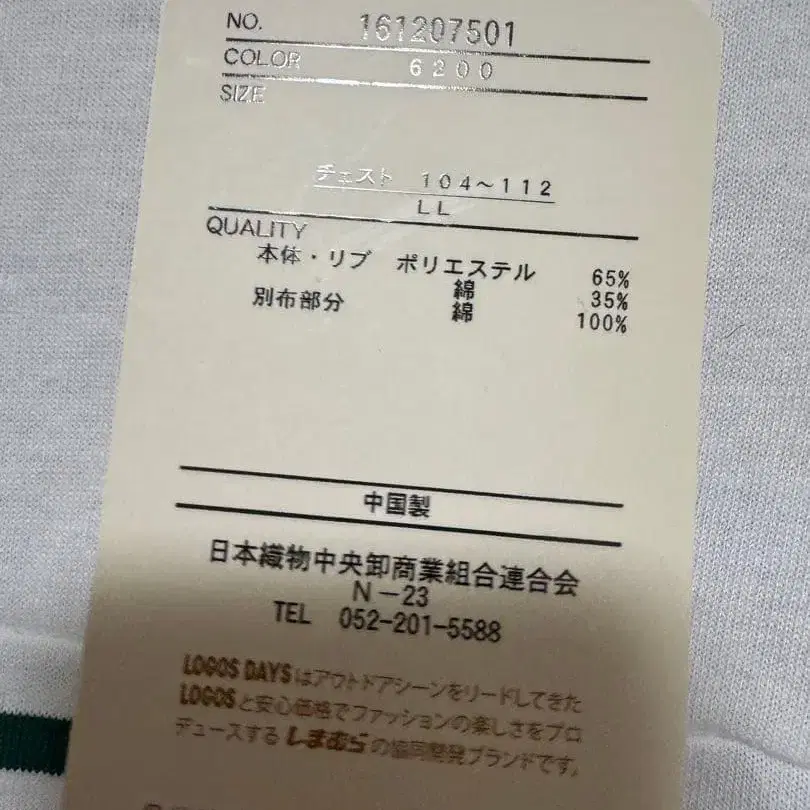 NO. 161207501
COLOR 6200
SIZE
チェスト 104~112
LL
QUALITY
本体・リブ ポリエステル 65%
綿 35%
別布部分 綿 100%
中国製
日本織物中央卸商業組合連合会
N-23
TEL 052-201-5588
LOGOS DAYSはアウトドアシーンをリードしてきた
LOGOSと安心価格でファッションの楽しさをプロ
デュースするしまむらの協同開発ブランドです。